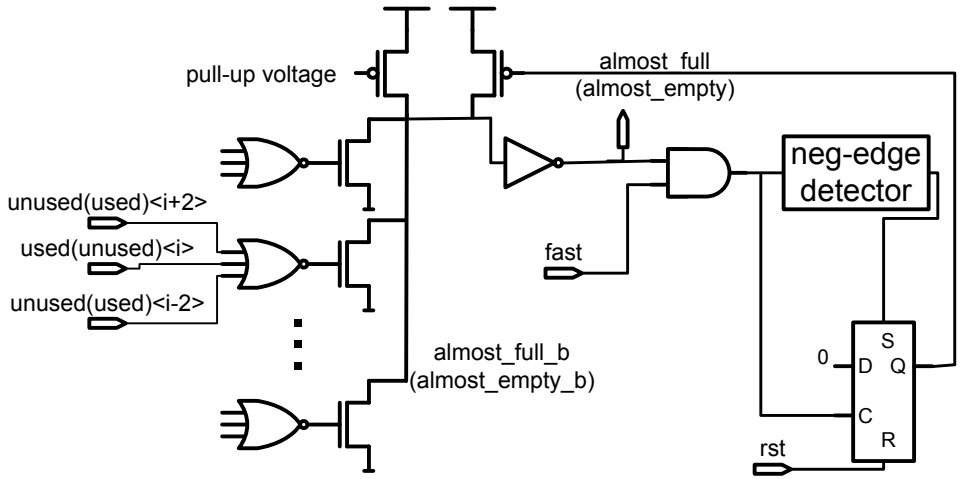 almost_full
(almost_empty)
pull-up voltage
neg-edge
detector
unused(used)<i+2>
used(unused)<i>
fast
unused(used)<i-2>
S
almost_full_b
(almost_empty_b)
0
D
Q
C
R
rst